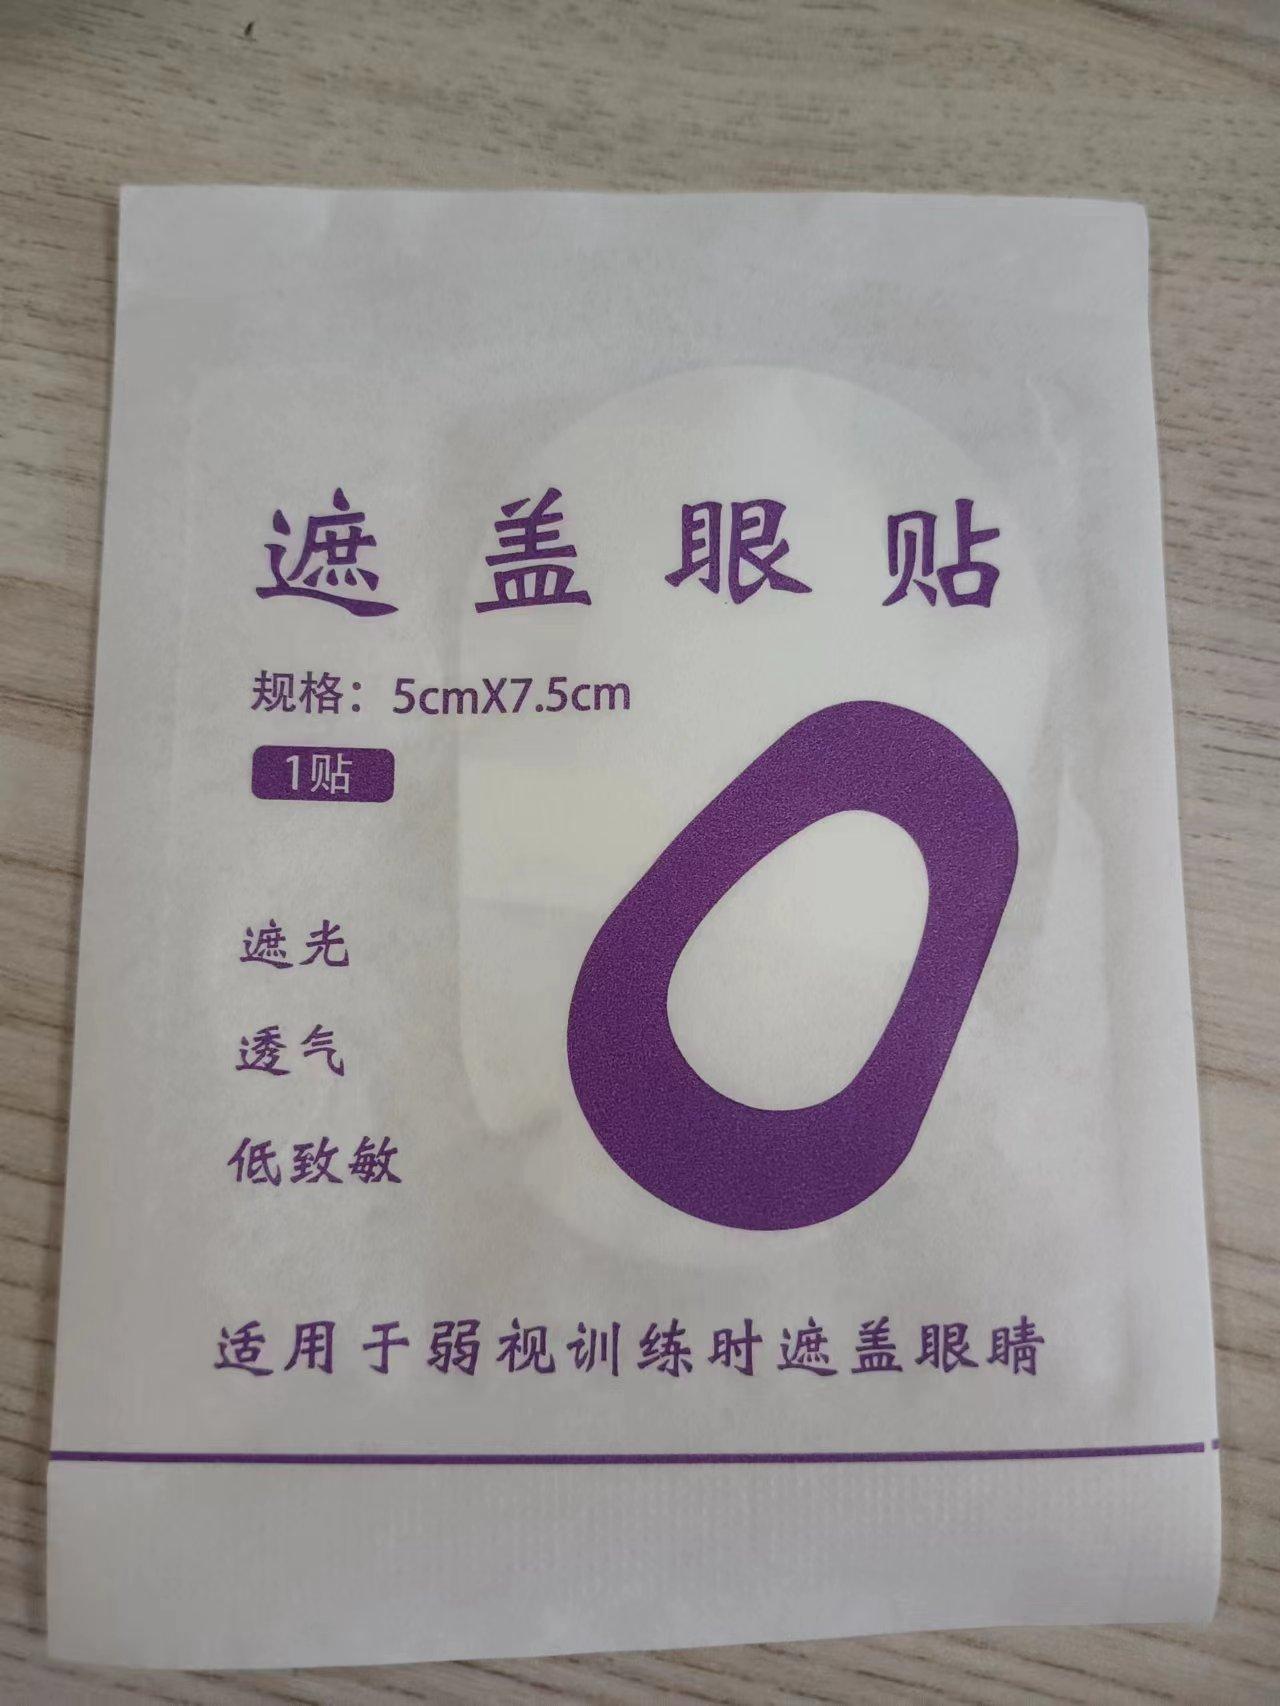 遮盖眼贴
规格：5cmX7.5cm
1贴
遮光
透气
低致敏
适用于弱视训练时遮盖眼睛